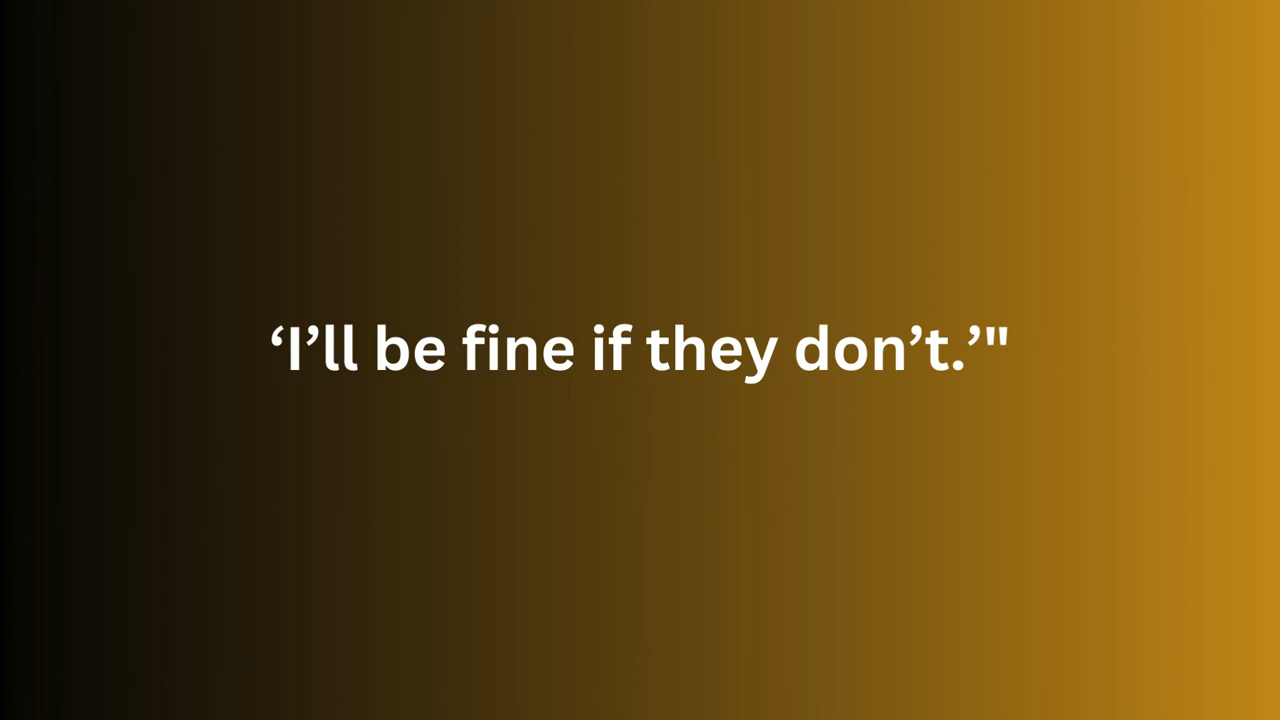 ‘I’ll be fine if they don’t.’"